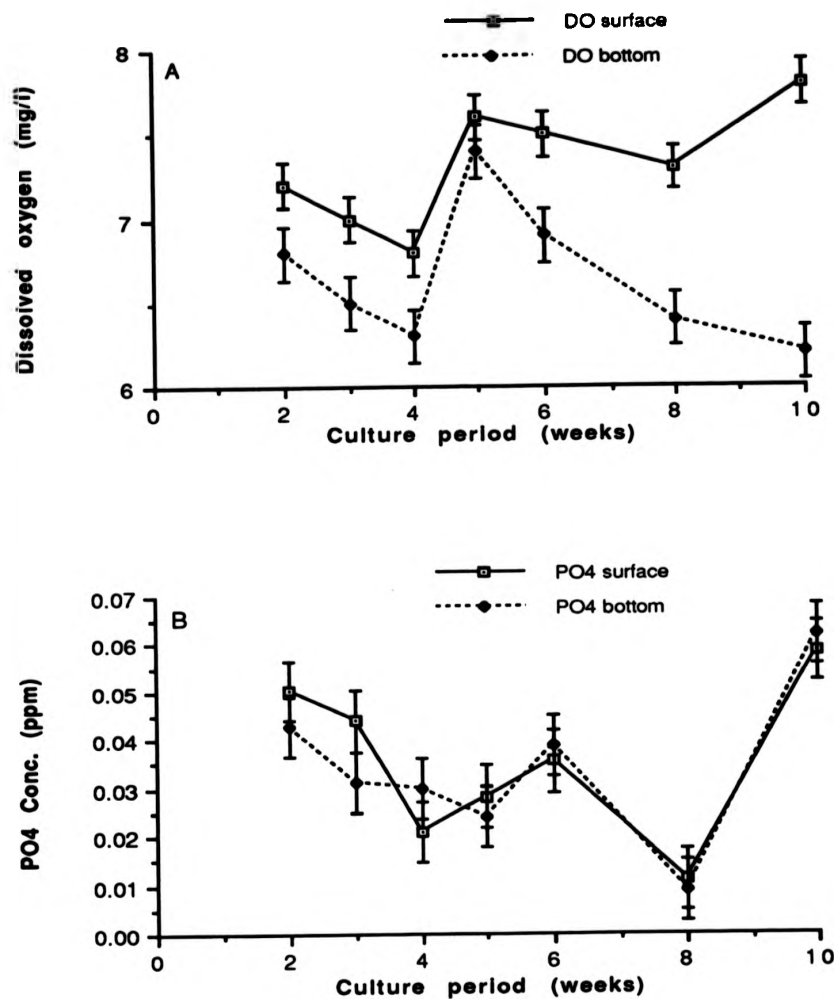 DO surface
DO bottom
A
8
7
6
Dissolved oxygen (mg/l)
0 2 4 6 8 10
Culture period (weeks)
PO4 surface
PO4 bottom
B
0.07
0.06
0.05
0.04
0.03
0.02
0.01
0.00
PO4 Conc. (ppm)
0 2 4 6 8 10
Culture period (weeks)